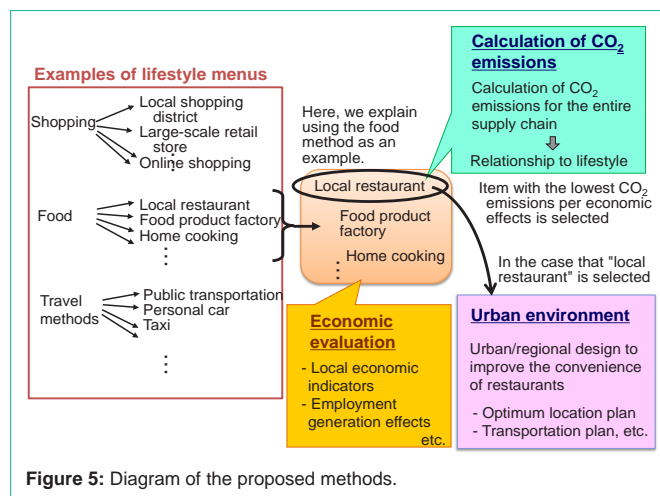 Examples of lifestyle menus
Shopping
Local shopping
district
Large-scale retail
store
Online shopping
⋮
Food
Local restaurant
Food product factory
Home cooking
⋮
Travel
methods
Public transportation
Personal car
Taxi
⋮
Here, we explain
using the food
method as an
example.
Local restaurant
Food product
factory
Home cooking
⋮
Calculation of CO₂
emissions
Calculation of CO₂
emissions for the entire
supply chain
Relationship to lifestyle
Item with the lowest CO₂
emissions per economic
effects is selected
In the case that "local
restaurant" is selected
Economic
evaluation
- Local economic
indicators
- Employment
generation effects
etc.
Urban environment
Urban/regional design to
improve the convenience
of restaurants
- Optimum location plan
- Transportation plan, etc.
Figure 5: Diagram of the proposed methods.